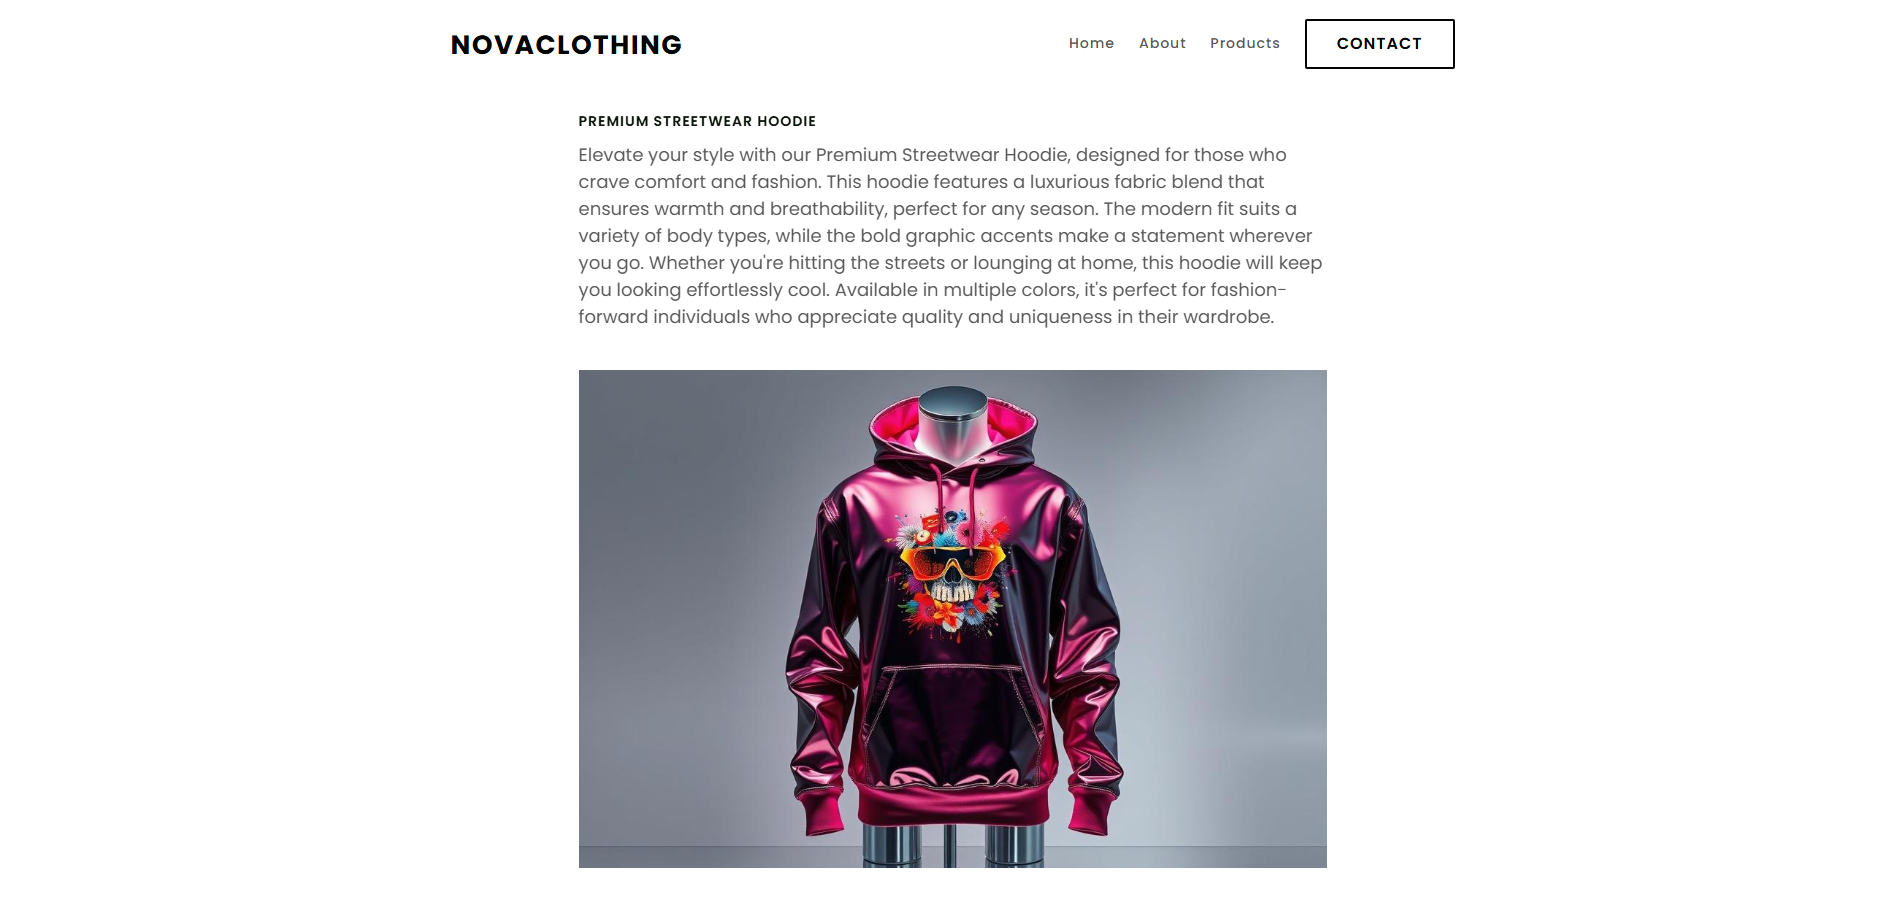 NOVACLOTHING
Home
About
Products
CONTACT
PREMIUM STREETWEAR HOODIE
Elevate your style with our Premium Streetwear Hoodie, designed for those who
crave comfort and fashion. This hoodie features a luxurious fabric blend that
ensures warmth and breathability, perfect for any season. The modern fit suits a
variety of body types, while the bold graphic accents make a statement wherever
you go. Whether you're hitting the streets or lounging at home, this hoodie will keep
you looking effortlessly cool. Available in multiple colors, it's perfect for fashion-
forward individuals who appreciate quality and uniqueness in their wardrobe.